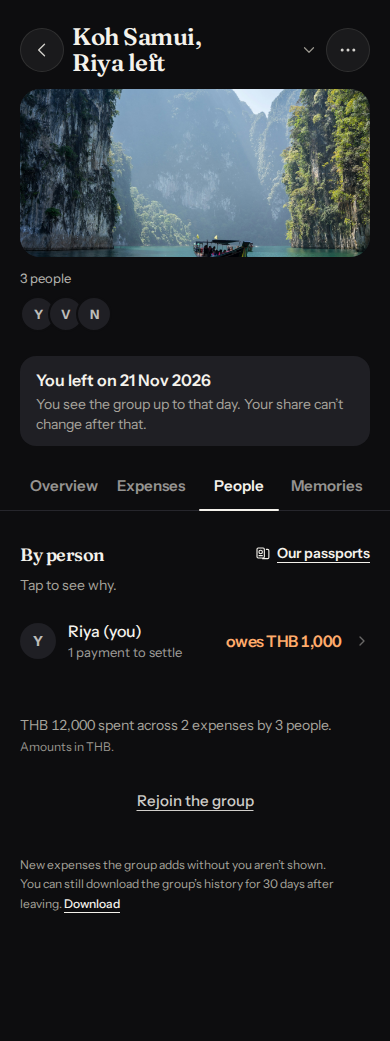 Koh Samui,
Riya left
3 people
Y V N
You left on 21 Nov 2026
You see the group up to that day. Your share can't
change after that.
Overview Expenses People Memories
By person Our passports
Tap to see why.
Y Riya (you) owes THB 1,000
1 payment to settle
THB 12,000 spent across 2 expenses by 3 people.
Amounts in THB.
Rejoin the group
New expenses the group adds without you aren't shown.
You can still download the group's history for 30 days after
leaving. Download